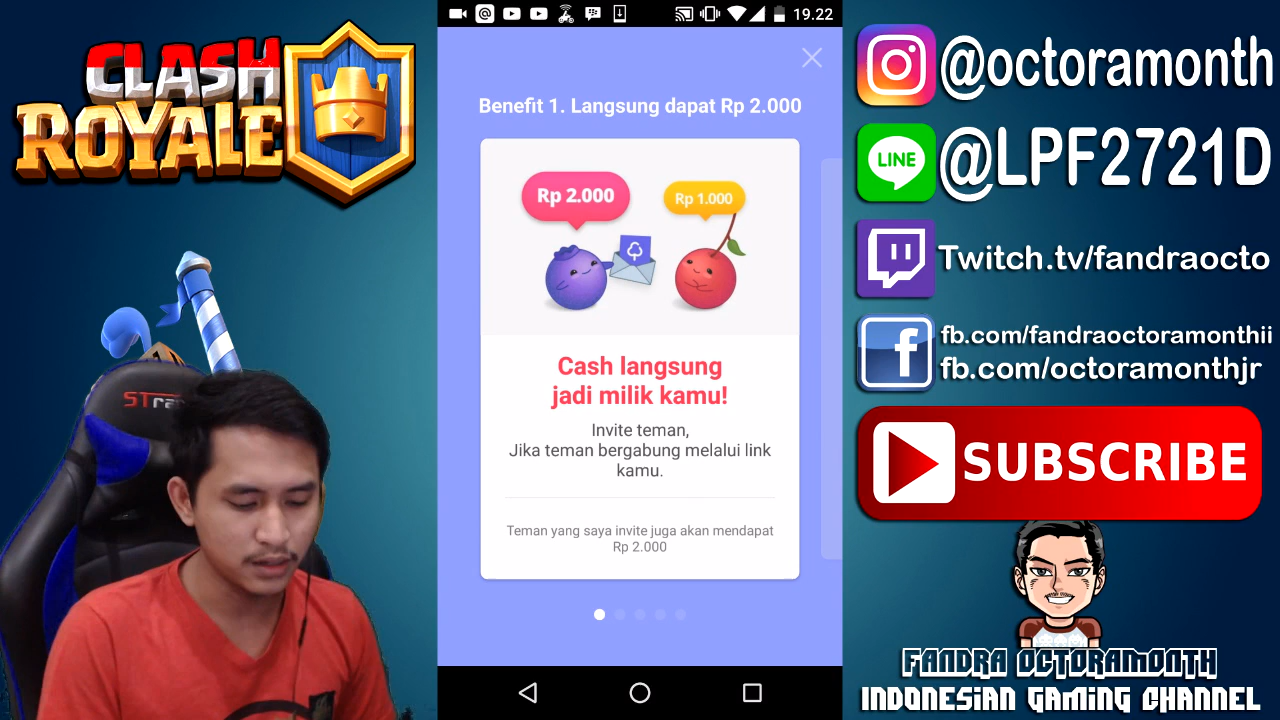 CLASH
ROYALE
STra
19.22
Benefit 1. Langsung dapat Rp 2.000
Rp 2.000
Rp 1.000
Cash langsung
jadi milik kamu!
Invite teman,
Jika teman bergabung melalui link
kamu.
Teman yang saya invite juga akan mendapat
Rp 2.000
@octoramonth
LINE
@LPF2721D
Twitch.tv/fandraocto
fb.com/fandraoctoramonthii
fb.com/octoramonthjr
SUBSCRIBE
FANDRA OCTORAMONTH
INDONESIAN GAMING CHANNEL